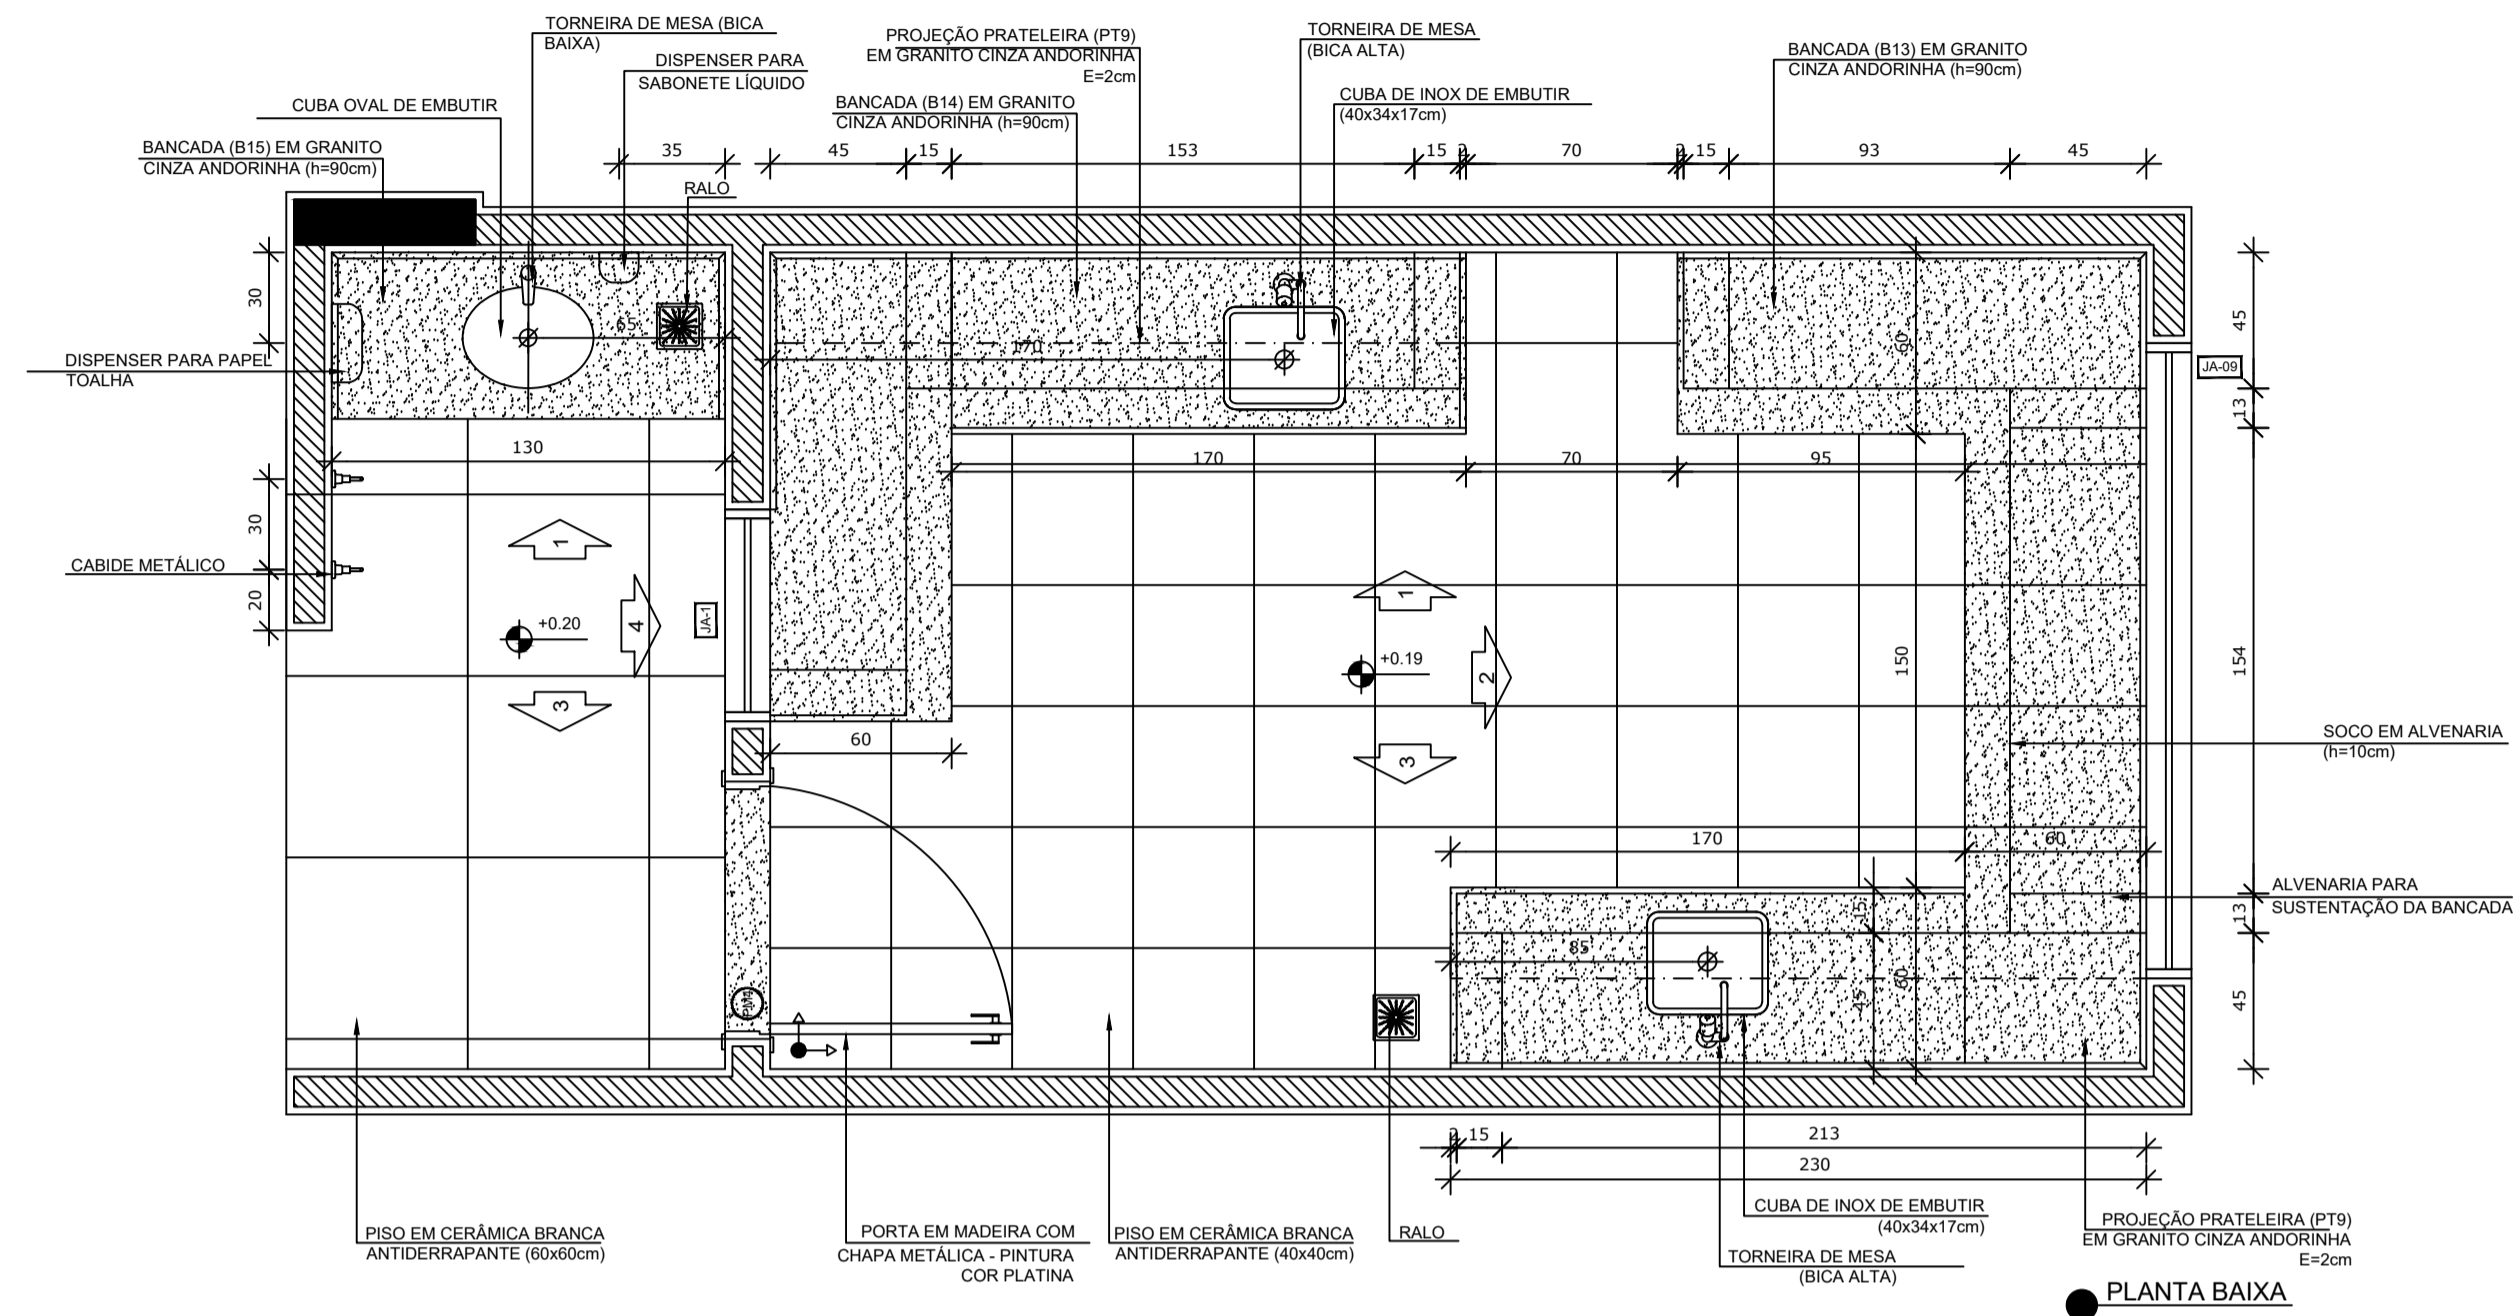 TORNEIRA DE MESA (BICA
BAIXA)
DISPENSER PARA
SABONETE LÍQUIDO
PROJEÇÃO PRATELEIRA (PT9)
EM GRANITO CINZA ANDORINHA
E=2cm
TORNEIRA DE MESA
(BICA ALTA)
BANCADA (B13) EM GRANITO
CINZA ANDORINHA (h=90cm)
CUBA OVAL DE EMBUTIR
BANCADA (B14) EM GRANITO
CINZA ANDORINHA (h=90cm)
CUBA DE INOX DE EMBUTIR
(40x34x17cm)
BANCADA (B15) EM GRANITO
CINZA ANDORINHA (h=90cm)
35
45
15
153
15
2
70
2
15
93
45
RALO
30
65
170
60
45
JA-09
DISPENSER PARA PAPEL
TOALHA
13
130
170
70
95
30
1
CABIDE METÁLICO
20
+0.20
4
JA-1
1
+0.19
2
150
154
3
60
3
SOCO EM ALVENARIA
(h=10cm)
170
60
ALVENARIA PARA
SUSTENTAÇÃO DA BANCADA
15
13
85
45
60
45
PM4
2
15
213
230
PISO EM CERÂMICA BRANCA
ANTIDERRAPANTE (60x60cm)
PORTA EM MADEIRA COM
CHAPA METÁLICA - PINTURA
COR PLATINA
PISO EM CERÂMICA BRANCA
ANTIDERRAPANTE (40x40cm)
RALO
CUBA DE INOX DE EMBUTIR
(40x34x17cm)
TORNEIRA DE MESA
(BICA ALTA)
PROJEÇÃO PRATELEIRA (PT9)
EM GRANITO CINZA ANDORINHA
E=2cm
PLANTA BAIXA